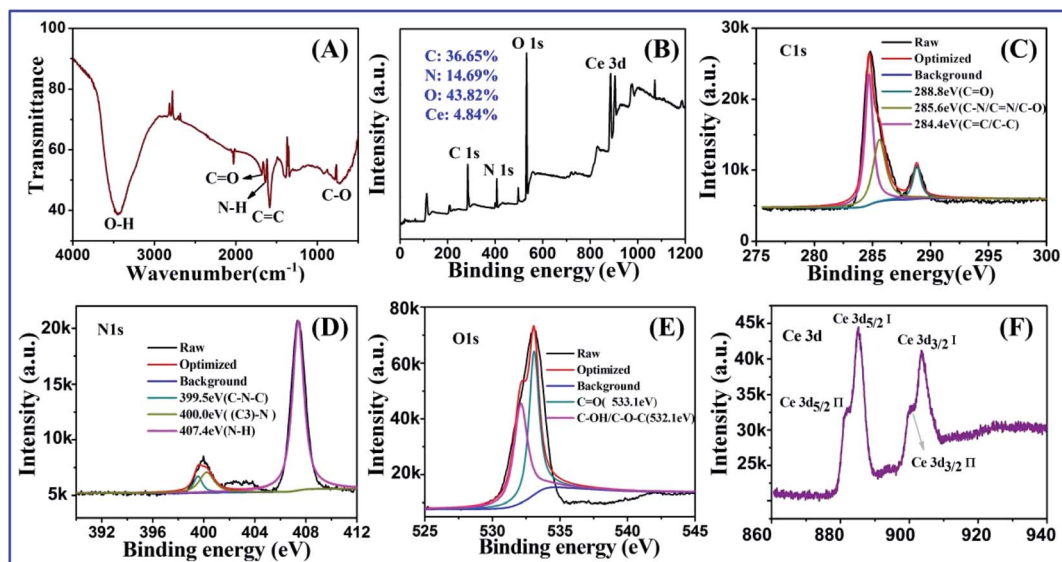 (A)
Transmittance
100
80
60
40
C=O
N-H
C=C
C-O
O-H
4000 3000 2000 1000
Wavenumber(cm-1)
(B)
Intensity (a.u.)
C: 36.65%
N: 14.69%
O: 43.82%
Ce: 4.84%
O 1s
Ce 3d
C 1s
N 1s
0 200 400 600 800 1000 1200
Binding energy (eV)
C1s
(C)
Intensity (a.u.)
30k
20k
10k
0
Raw
Optimized
Background
288.8eV(C=O)
285.6eV(C-N/C=N/C-O)
284.4eV(C=C/C-C)
275 280 285 290 295 300
Binding energy(eV)
N1s
(D)
Intensity (a.u.)
20k
15k
10k
5k
Raw
Optimized
Background
399.5eV(C-N-C)
400.0eV( (C3)-N )
407.4eV(N-H)
392 396 400 404 408 412
Binding energy (eV)
O1s
(E)
Intensity (a.u.)
80k
60k
40k
20k
Raw
Optimized
Background
C=O( 533.1eV)
C-OH/C-O-C(532.1eV)
525 530 535 540 545
Binding energy (eV)
Ce 3d
(F)
Intensity (a.u.)
45k
40k
35k
30k
25k
Ce 3d5/2 I
Ce 3d3/2 I
Ce 3d5/2 Π
Ce 3d3/2 Π
860 880 900 920 940
Binding energy (eV)